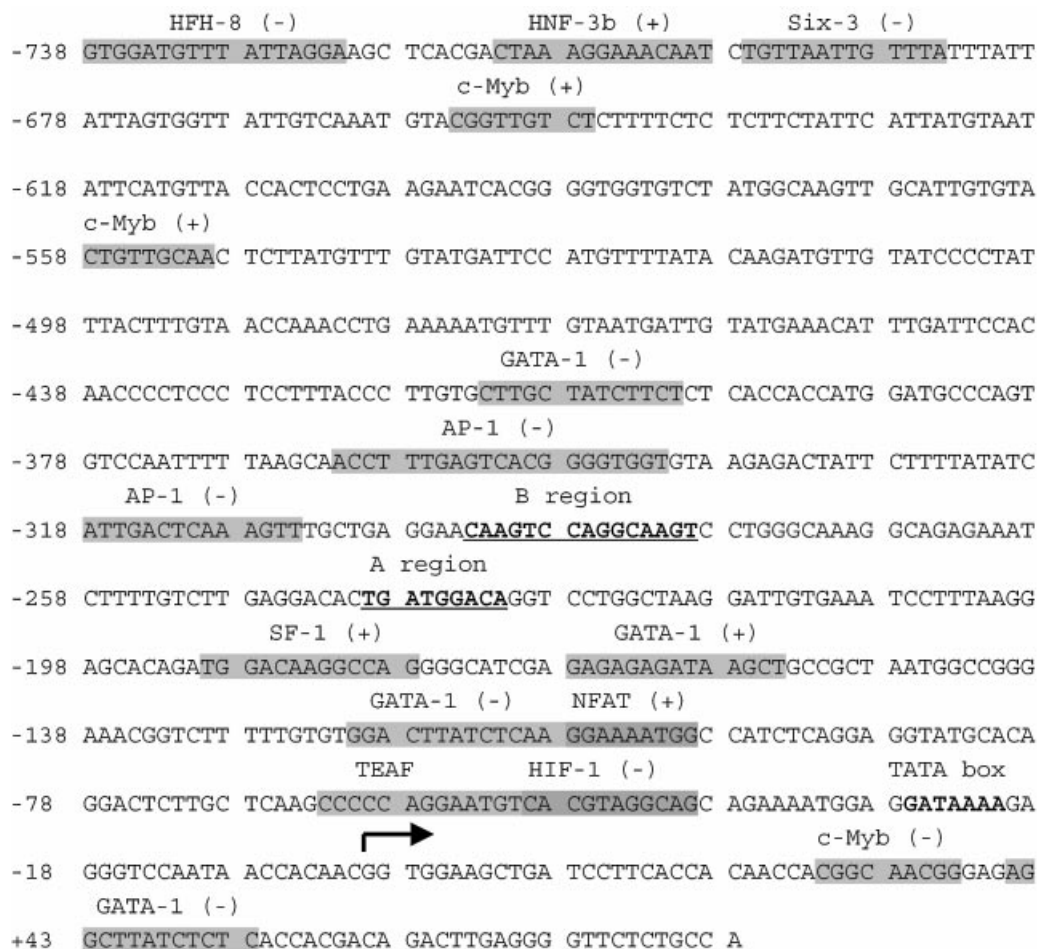 HFH-8 (-) HNF-3b (+) Six-3 (-)
-738 GTGGATGTTT ATTAGGAAGC TCACGACTAA AGGAAACAAT CTGTTAATTG TTTATTTATT
c-Myb (+)
-678 ATTAGTGGTT ATTGTCAAAT GTACGGTTGT CTCTTTTCTC TCTTCTATTC ATTATGTAAT
-618 ATTCATGTTA CCACTCCTGA AGAATCACGG GGTGGTGTCT ATGGCAAGTT GCATTGTGTA
c-Myb (+)
-558 CTGTTGCAAC TCTTATGTTT GTATGATTCC ATGTTTTATA CAAGATGTTG TATCCCCTAT
-498 TTACTTTGTA ACCAAACCTG AAAAATGTTT GTAATGATTG TATGAAACAT TTGATTCCAC
GATA-1 (-)
-438 AACCCCTCCC TCCTTTACCC TTGTGCTTGC TATCTTCTCT CACCACCATG GATGCCCAGT
AP-1 (-)
-378 GTCCAATTTT TAAGCAACCT TTGAGTCACG GGGTGGTGTA AGAGACTATT CTTTTATATC
AP-1 (-) B region
-318 ATTGACTCAA AGTTTGCTGA GGAACAAGTC CAGGCAAGTC CTGGGCAAAG GCAGAGAAAT
A region
-258 CTTTTGTCTT GAGGACACTG ATGGACAGGT CCTGGCTAAG GATTGTGAAA TCCTTTAAGG
SF-1 (+) GATA-1 (+)
-198 AGCACAGATG GACAAGGCCAG GGGCATCGA GAGAGAGATA AGCTGCCGCT AATGGCCGGG
GATA-1 (-) NFAT (+)
-138 AAACGGTCTT TTTGTGTGGA CTTATCTCAA GGAAAATGGC CATCTCAGGA GGTATGCACA
TEAF HIF-1 (-) TATA box
-78 GGACTCTTGC TCAAGCCCCC AGGAATGTCA CGTAGGCAGC AGAAAATGGAG GATAAAAGA
c-Myb (-)
-18 GGGTCCAATA ACCACAACGG TGGAAGCTGA TCCTTCACCA CAACCACGGC AACGGGAGAG
GATA-1 (-)
+43 GCTTATCTCTC ACCACGACA GACTTGAGGG GTTCTCTGCC A